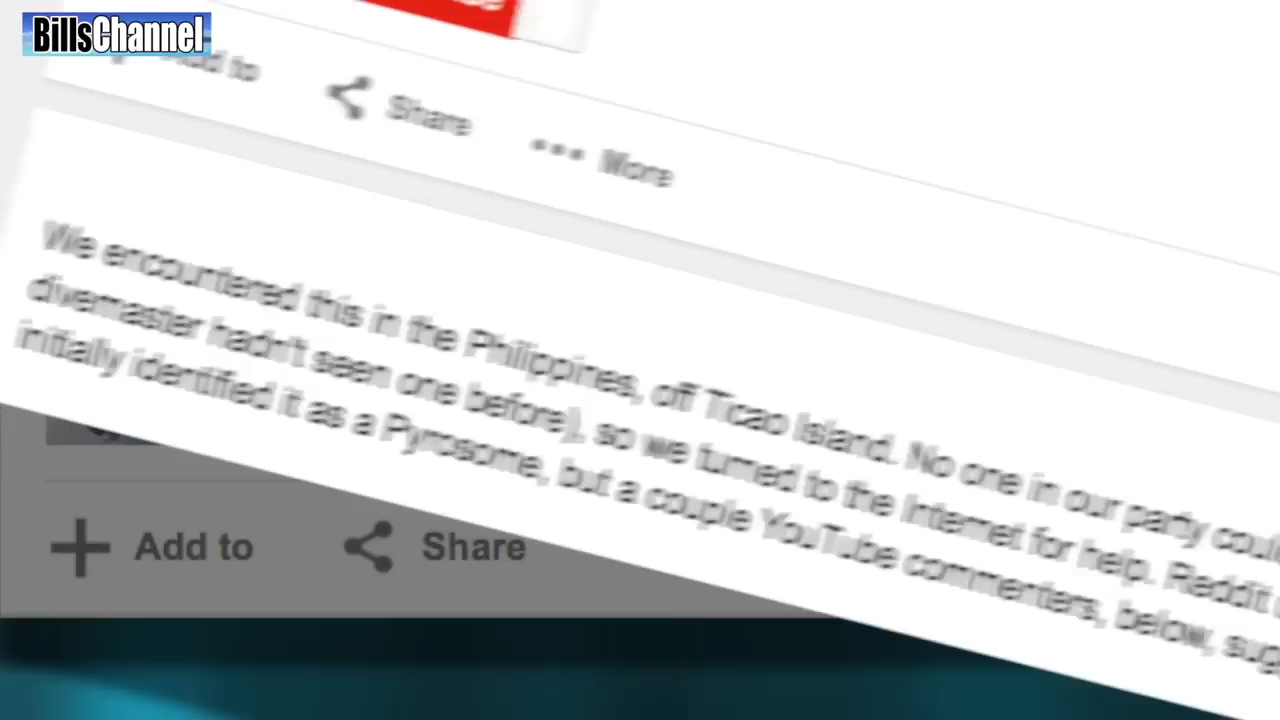 BillsChannel
Add to
Share
••• More
We encountered this in the Philippines, off Ticao Island. No one in our party
divemaster hadn't seen one before), so we turned to the Internet for help. Reddit
initially identified it as a Pyrosome, but a couple YouTube commenters, below,
Add to
Share